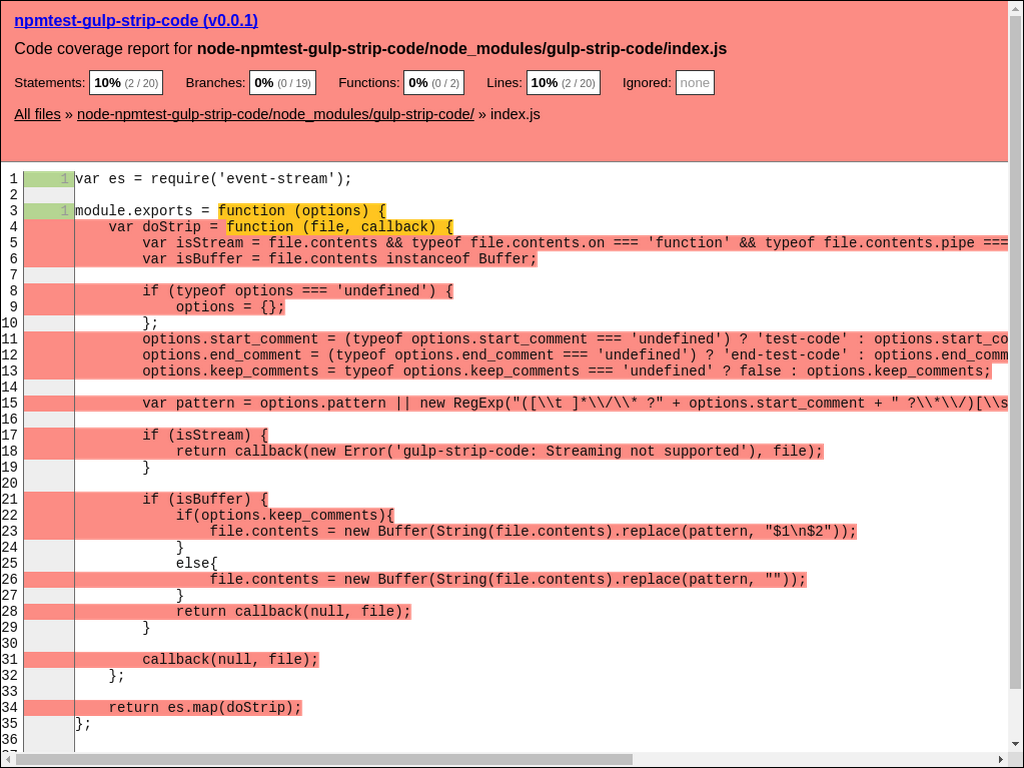 npmtest-gulp-strip-code (v0.0.1)
Code coverage report for node-npmtest-gulp-strip-code/node_modules/gulp-strip-code/index.js
Statements: 10% (2 / 20) Branches: 0% (0 / 19) Functions: 0% (0 / 2) Lines: 10% (2 / 20) Ignored: none
All files » node-npmtest-gulp-strip-code/node_modules/gulp-strip-code/ » index.js
1 1 var es = require('event-stream');
2
3 1 module.exports = function (options) {
4 var doStrip = function (file, callback) {
5 var isStream = file.contents && typeof file.contents.on === 'function' && typeof file.contents.pipe ===
6 var isBuffer = file.contents instanceof Buffer;
7
8 if (typeof options === 'undefined') {
9 options = {};
10 };
11 options.start_comment = (typeof options.start_comment === 'undefined') ? 'test-code' : options.start_co
12 options.end_comment = (typeof options.end_comment === 'undefined') ? 'end-test-code' : options.end_comm
13 options.keep_comments = typeof options.keep_comments === 'undefined' ? false : options.keep_comments;
14
15 var pattern = options.pattern || new RegExp("([\\t ]*\\/\\* ?" + options.start_comment + " ?\\*\\/)[\\s
16
17 if (isStream) {
18 return callback(new Error('gulp-strip-code: Streaming not supported'), file);
19 }
20
21 if (isBuffer) {
22 if(options.keep_comments){
23 file.contents = new Buffer(String(file.contents).replace(pattern, "$1\n$2"));
24 }
25 else{
26 file.contents = new Buffer(String(file.contents).replace(pattern, ""));
27 }
28 return callback(null, file);
29 }
30
31 callback(null, file);
32 };
33
34 return es.map(doStrip);
35 };
36